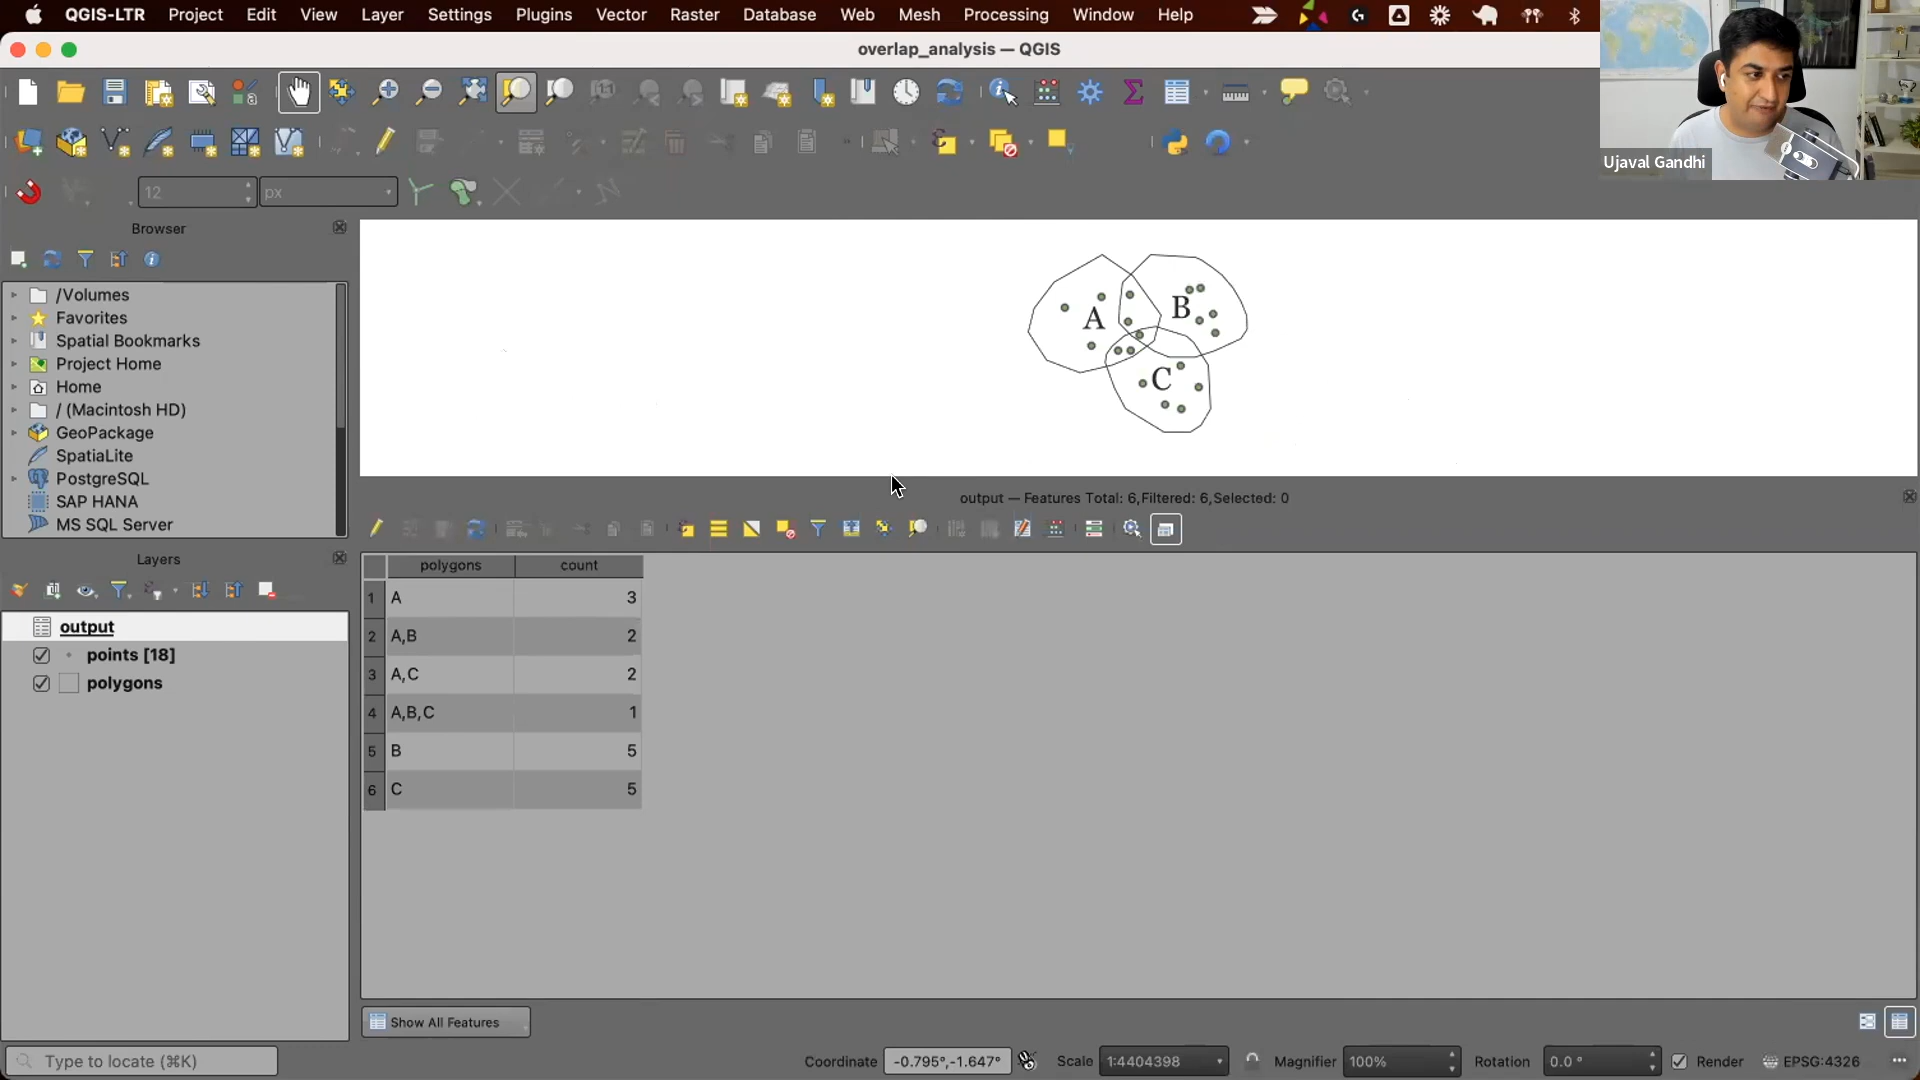 QGIS-LTR Project Edit View Layer Settings Plugins Vector Raster Database Web Mesh Processing Window Help
overlap_analysis — QGIS
Ujaval Gandhi
12 px
Browser
/Volumes
Favorites
Spatial Bookmarks
Project Home
Home
/ (Macintosh HD)
GeoPackage
SpatiaLite
PostgreSQL
SAP HANA
MS SQL Server
A
B
C
output — Features Total: 6,Filtered: 6,Selected: 0
Layers
output
points [18]
polygons
polygons count
1 A 3
2 A,B 2
3 A,C 2
4 A,B,C 1
5 B 5
6 C 5
Show All Features
Type to locate (⌘K)
Coordinate -0.795°,-1.647° Scale 1:4404398 Magnifier 100% Rotation 0.0 ° Render EPSG:4326